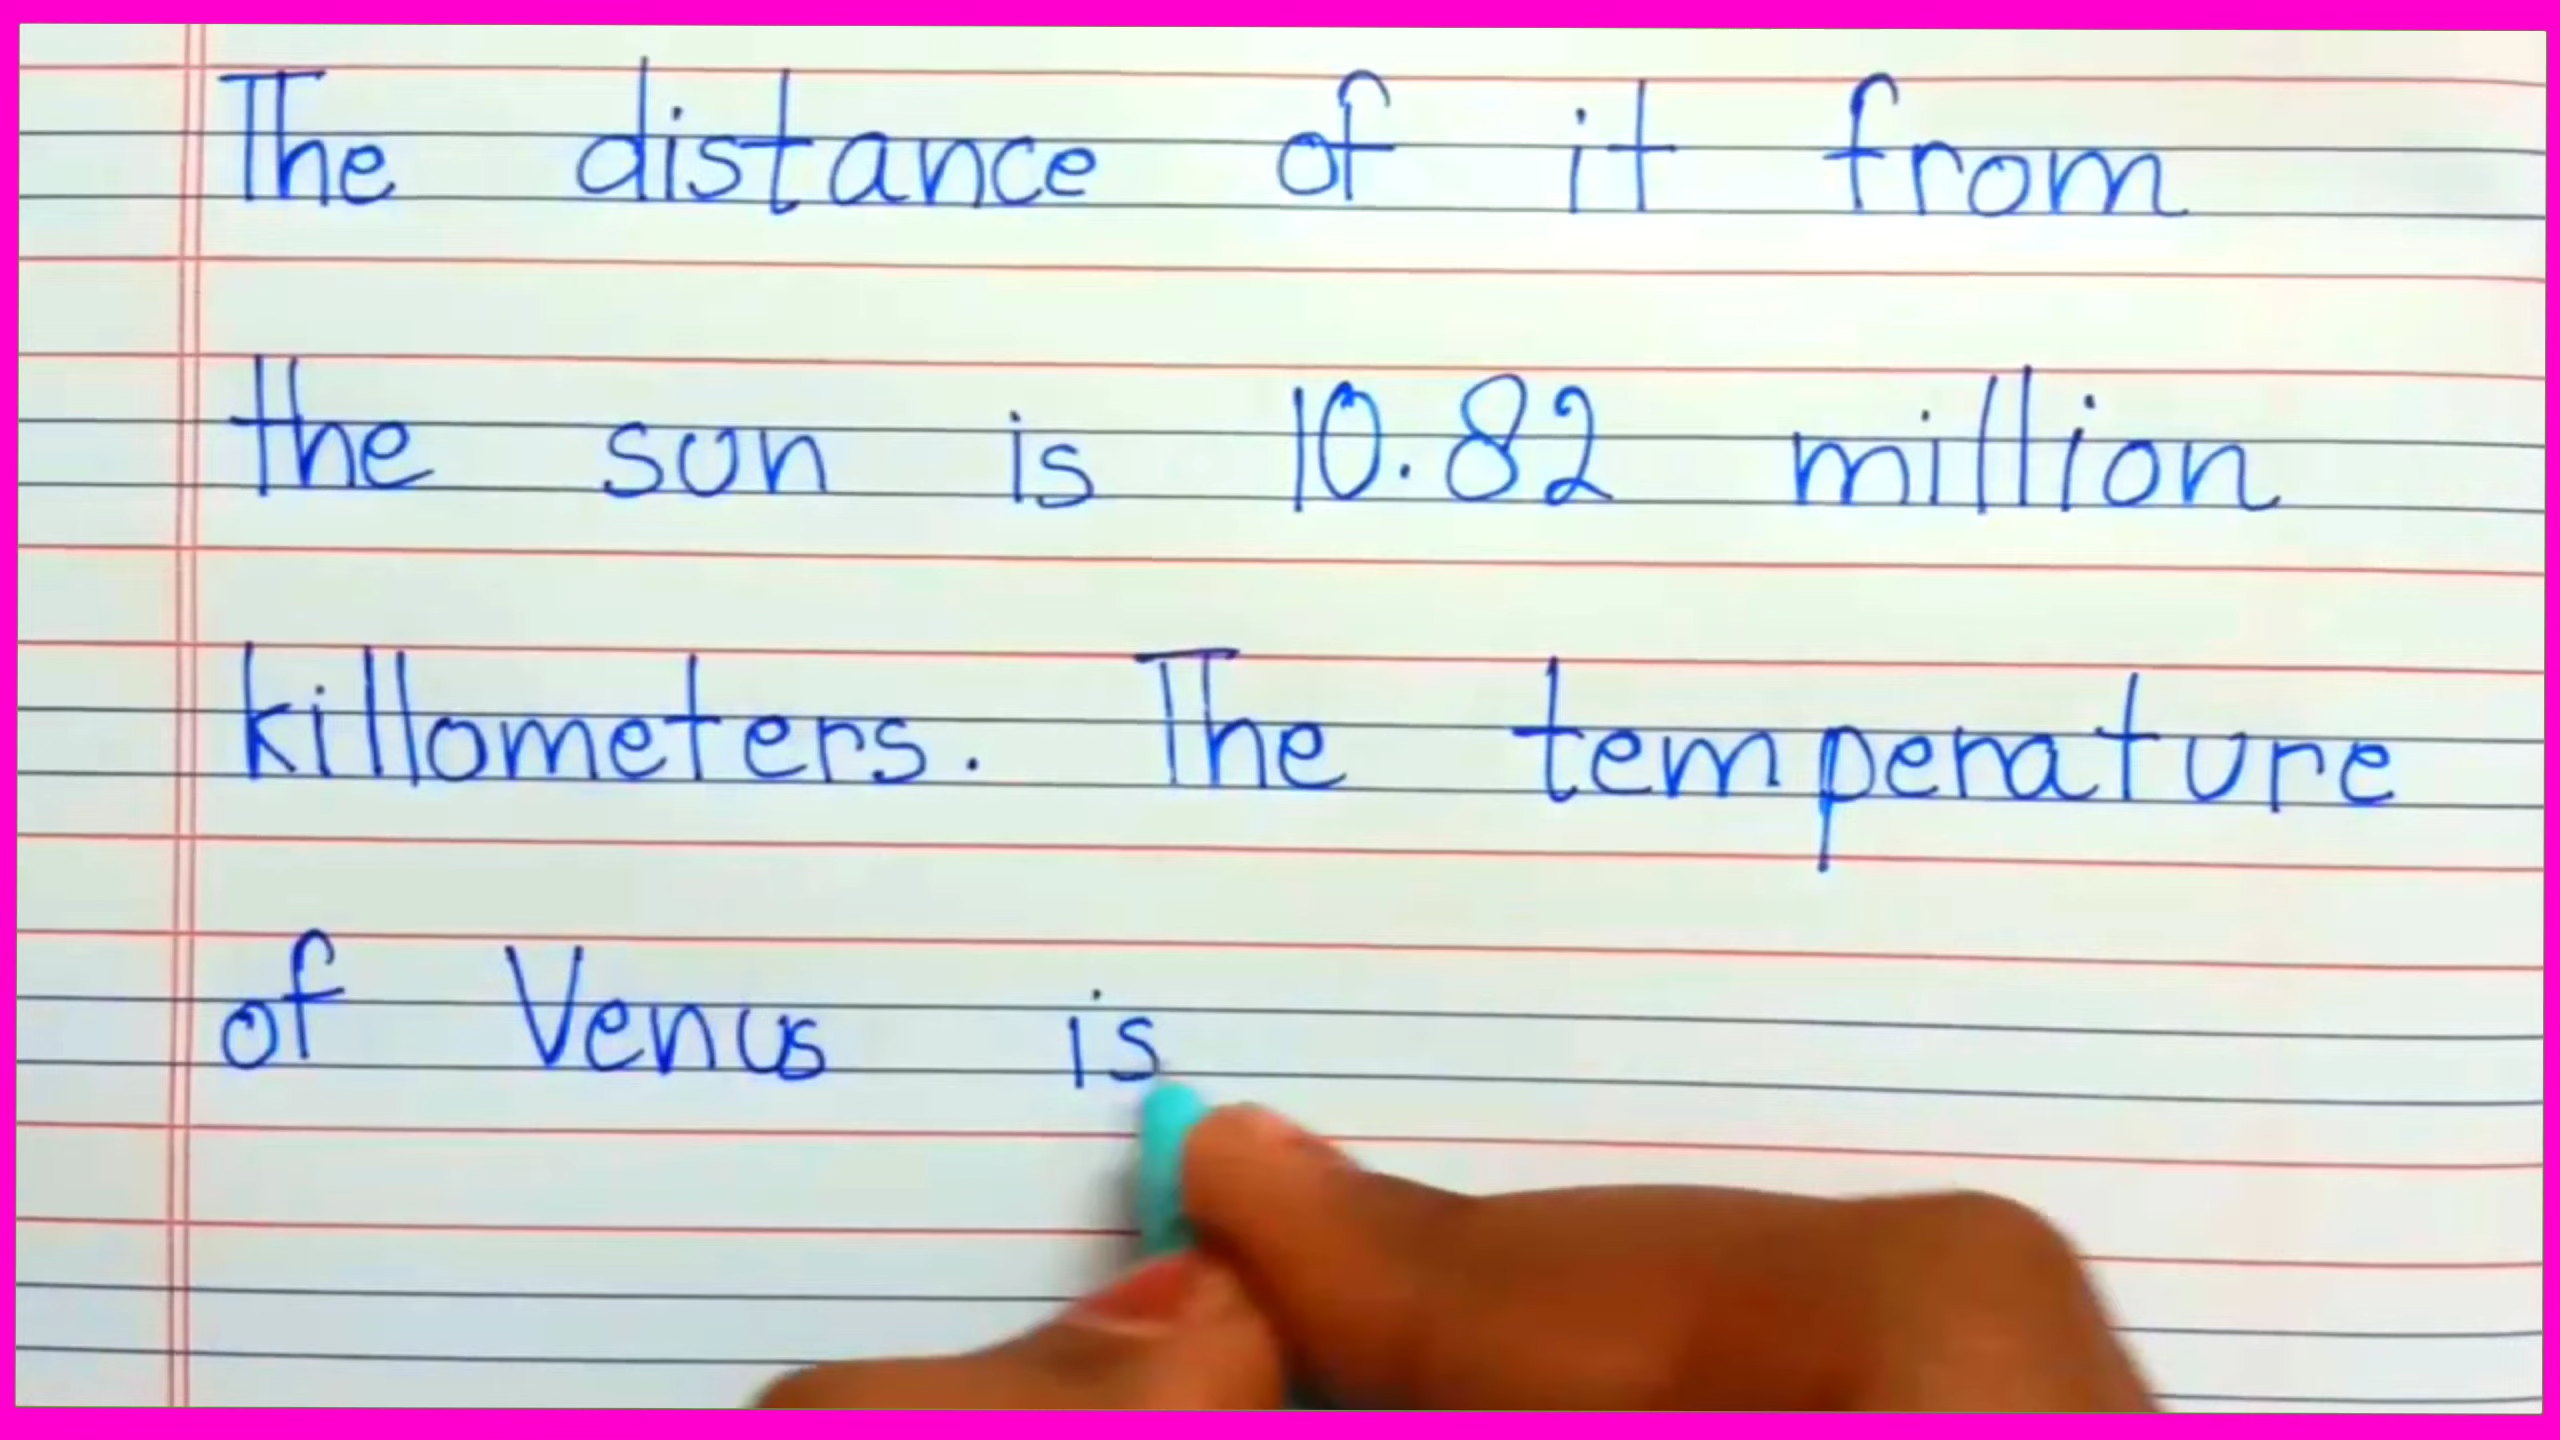 The distance of it from
the sun is 10.82 million
killometers. The temperature
of Venus is